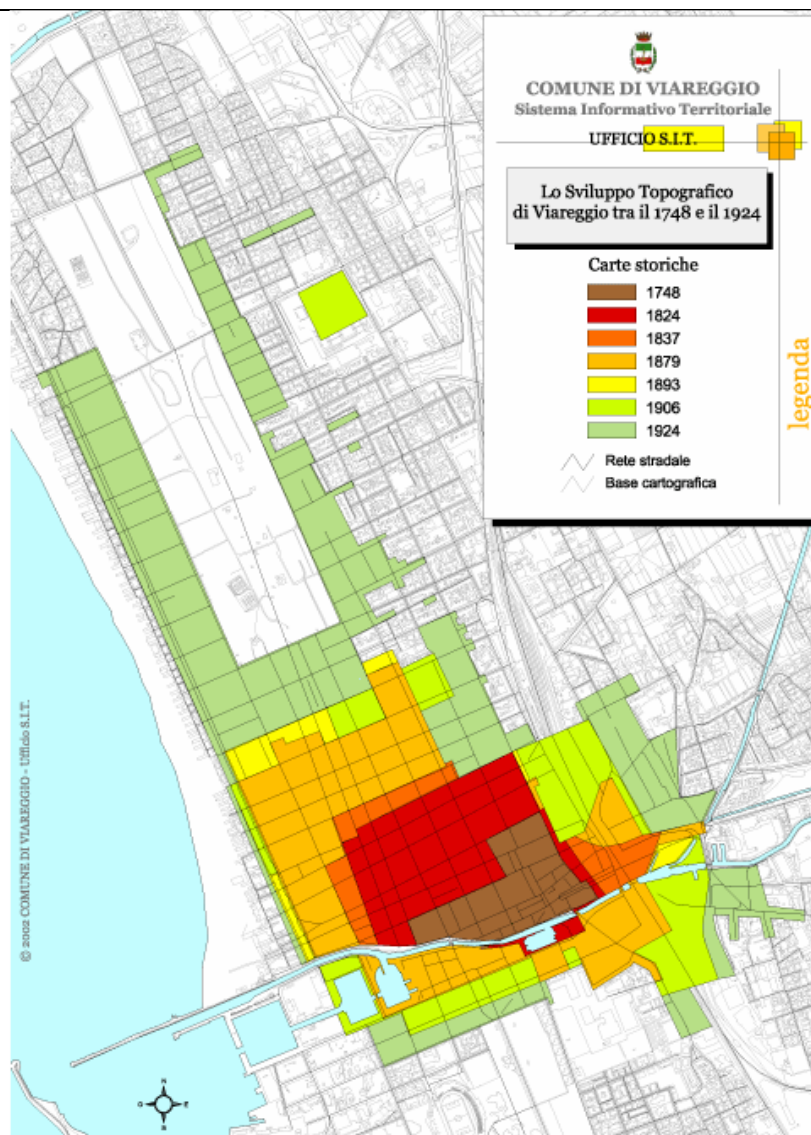 COMUNE DI VIAREGGIO
Sistema Informativo Territoriale
UFFICIO S.I.T.
Lo Sviluppo Topografico
di Viareggio tra il 1748 e il 1924
Carte storiche
1748
1824
1837
1879
1893
1906
1924
Rete stradale
Base cartografica
legenda
© 2002 COMUNE DI VIAREGGIO - Ufficio S.I.T.
N
O E
S